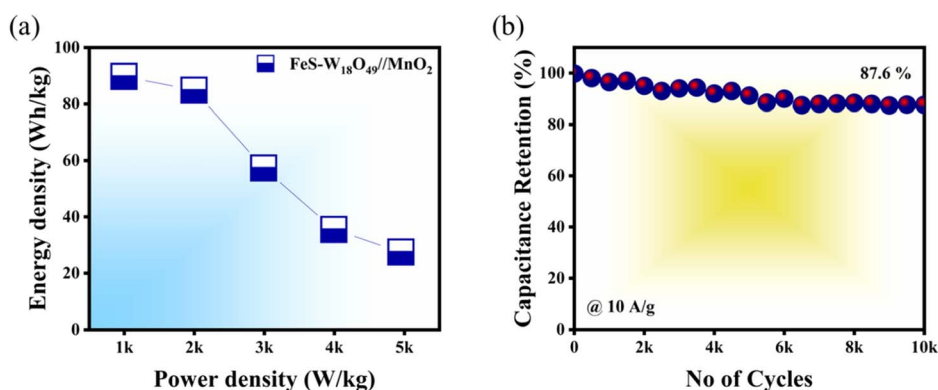 (a)
Energy density (Wh/kg)
100
80
60
40
20
0
FeS-W₁₈O₄₉//MnO₂
1k 2k 3k 4k 5k
Power density (W/kg)
(b)
Capacitance Retention (%)
100
80
60
40
20
0
87.6 %
@ 10 A/g
0 2k 4k 6k 8k 10k
No of Cycles